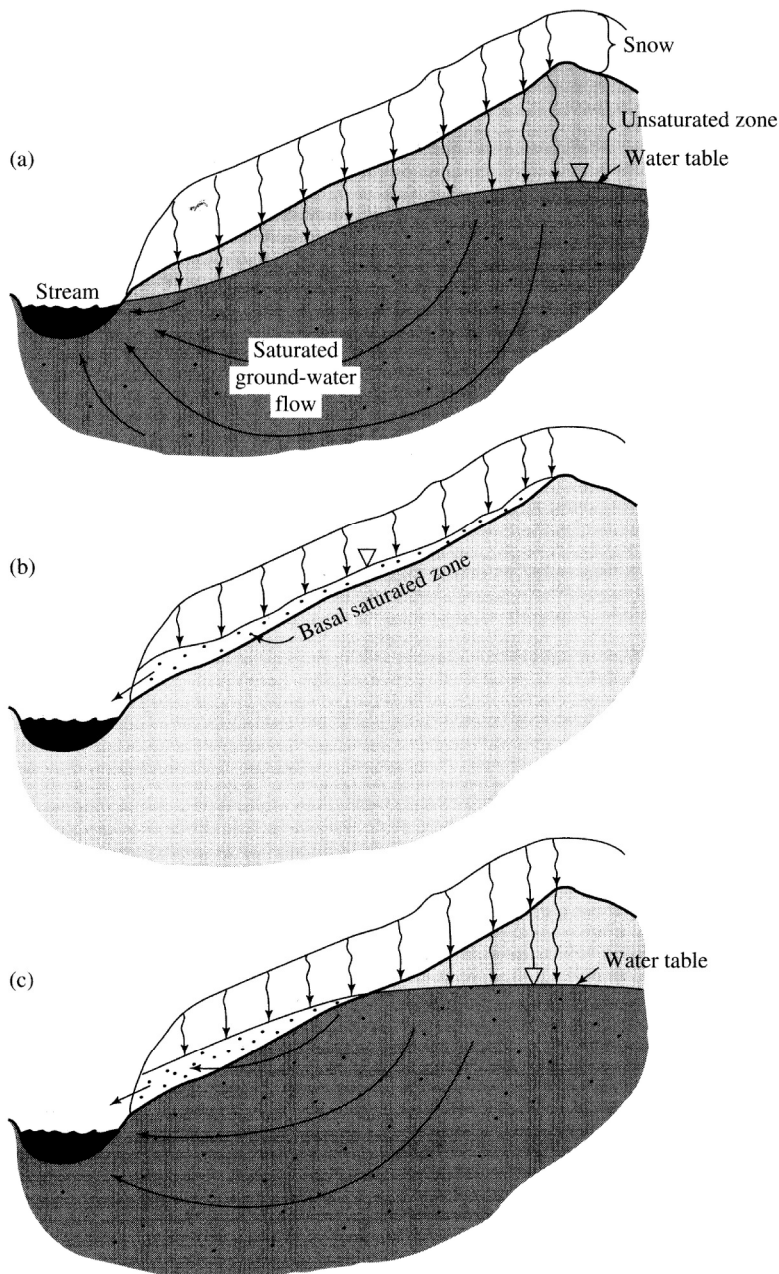 Snow
Unsaturated zone
(a)
Water table
Stream
Saturated
ground-water
flow
(b)
Basal saturated zone
Water table
(c)